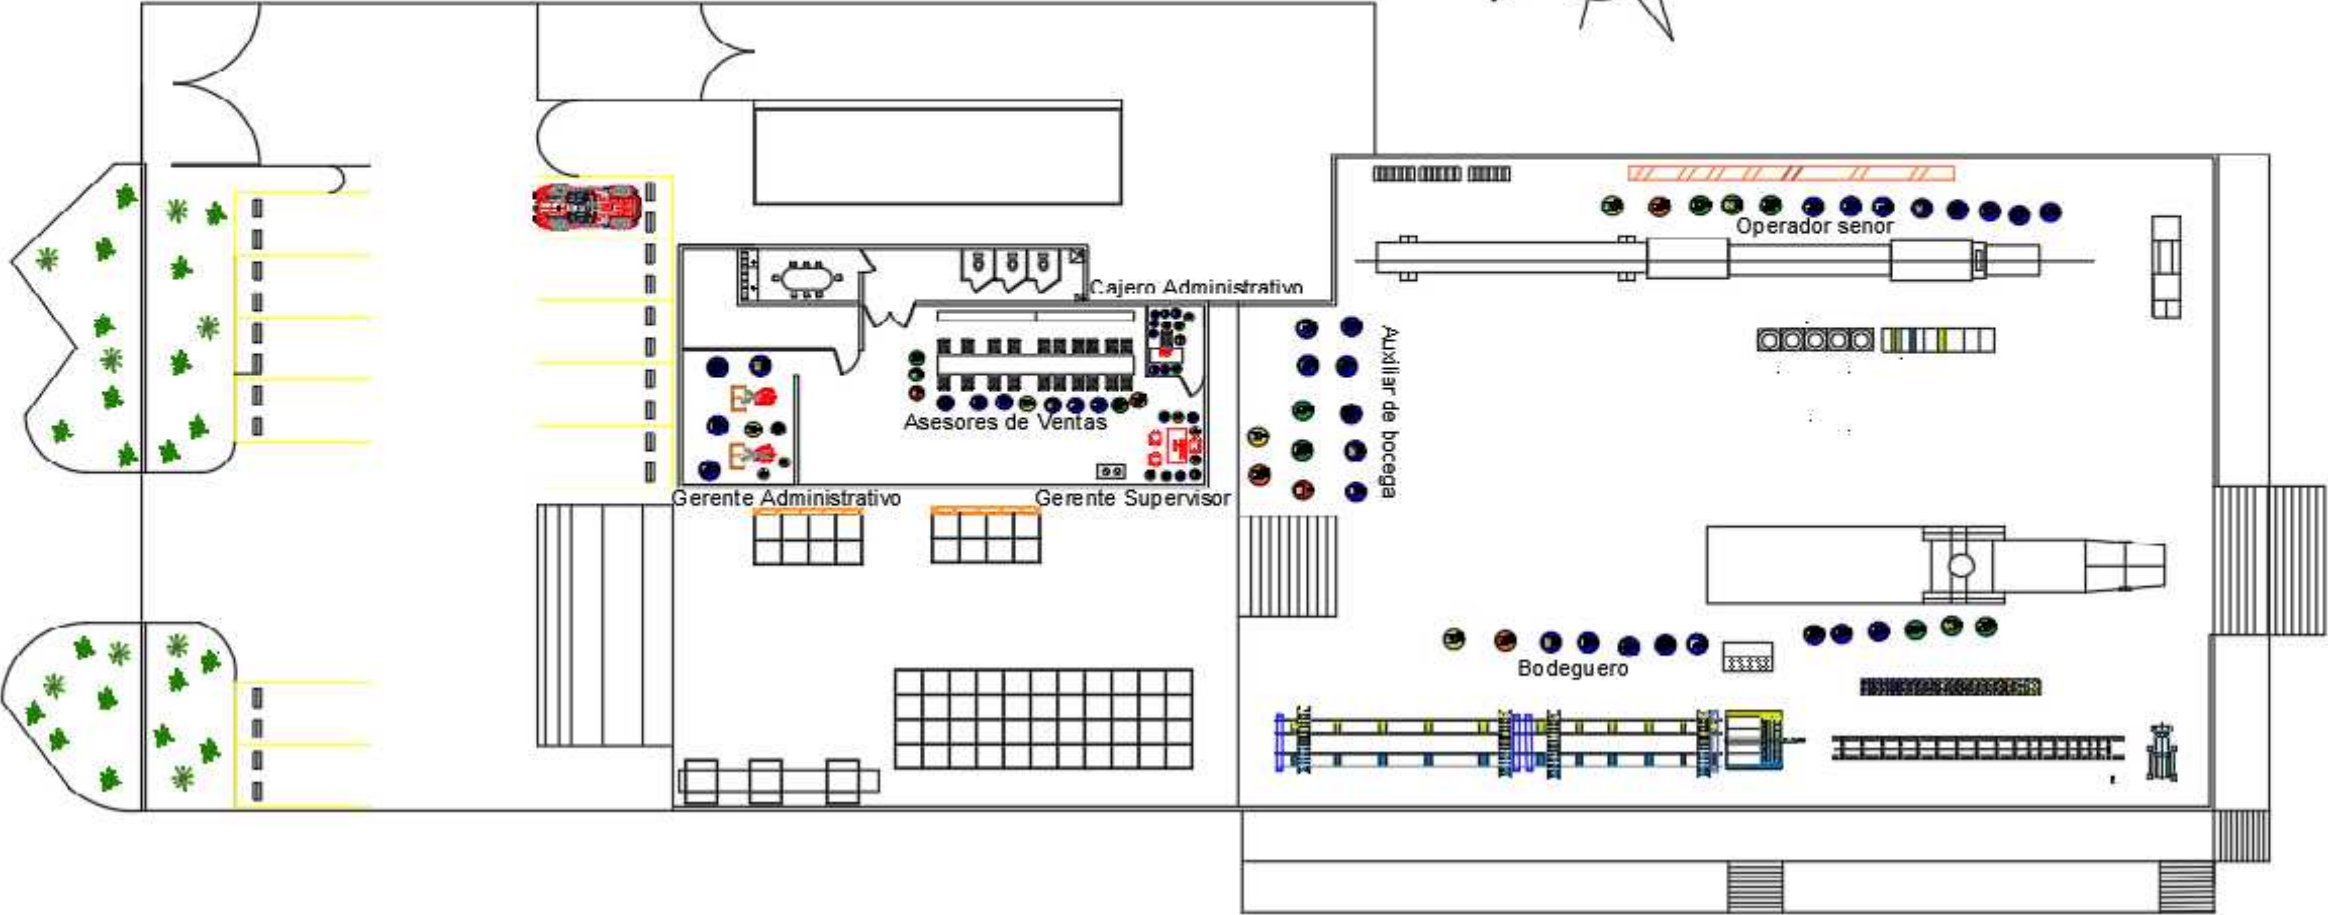 Operador senor
Cajero Administrativo
Auxiliar de bocega
Asesores de Ventas
Gerente Administrativo
Gerente Supervisor
Bodeguero